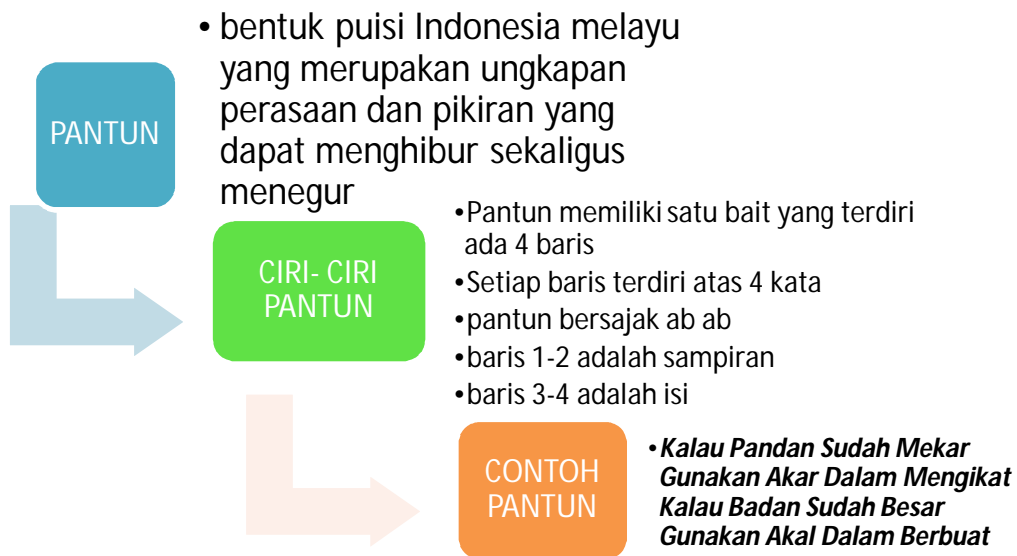 PANTUN
• bentuk puisi Indonesia melayu
yang merupakan ungkapan
perasaan dan pikiran yang
dapat menghibur sekaligus
menegur
CIRI- CIRI
PANTUN
•Pantun memiliki satu bait yang terdiri
ada 4 baris
•Setiap baris terdiri atas 4 kata
•pantun bersajak ab ab
•baris 1-2 adalah sampiran
•baris 3-4 adalah isi
CONTOH
PANTUN
•Kalau Pandan Sudah Mekar
Gunakan Akar Dalam Mengikat
Kalau Badan Sudah Besar
Gunakan Akal Dalam Berbuat